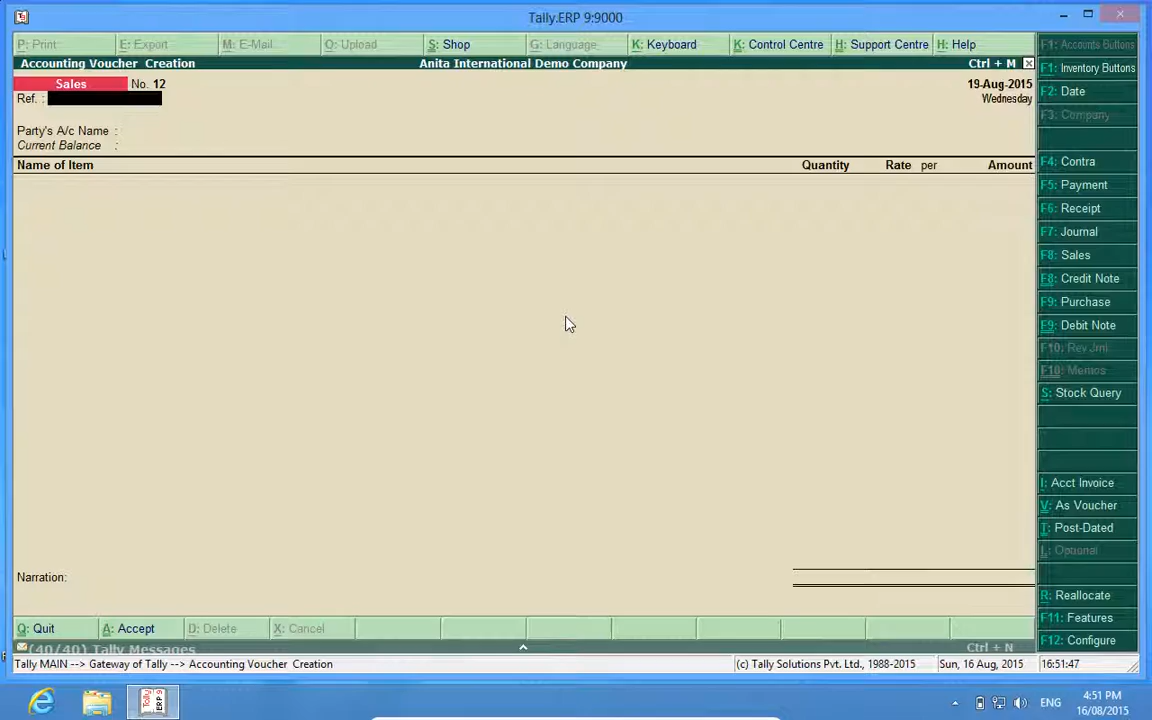 Tally.ERP 9:9000
P: Print
E: Export
M: E-Mail
O: Upload
S: Shop
G: Language
K: Keyboard
K: Control Centre
H: Support Centre
H: Help
Accounting Voucher Creation
Anita International Demo Company
Ctrl + M
Sales
No. 12
19-Aug-2015
Ref. :
Wednesday
Party's A/c Name :
Current Balance :
Name of Item
Quantity
Rate
per
Amount
Narration:
F1: Accounts Buttons
F1: Inventory Buttons
F2: Date
F3: Company
F4: Contra
F5: Payment
F6: Receipt
F7: Journal
F8: Sales
F8: Credit Note
F9: Purchase
F9: Debit Note
F10: Rev Jrnl
F10: Memos
S: Stock Query
I: Acct Invoice
V: As Voucher
T: Post-Dated
L: Optional
R: Reallocate
F11: Features
F12: Configure
Q: Quit
A: Accept
D: Delete
X: Cancel
(40/40) Tally Messages
Ctrl + N
Tally MAIN --> Gateway of Tally --> Accounting Voucher Creation
(c) Tally Solutions Pvt. Ltd., 1988-2015
Sun, 16 Aug, 2015
16:51:47
Tally
ERP 9
ENG
4:51 PM
16/08/2015